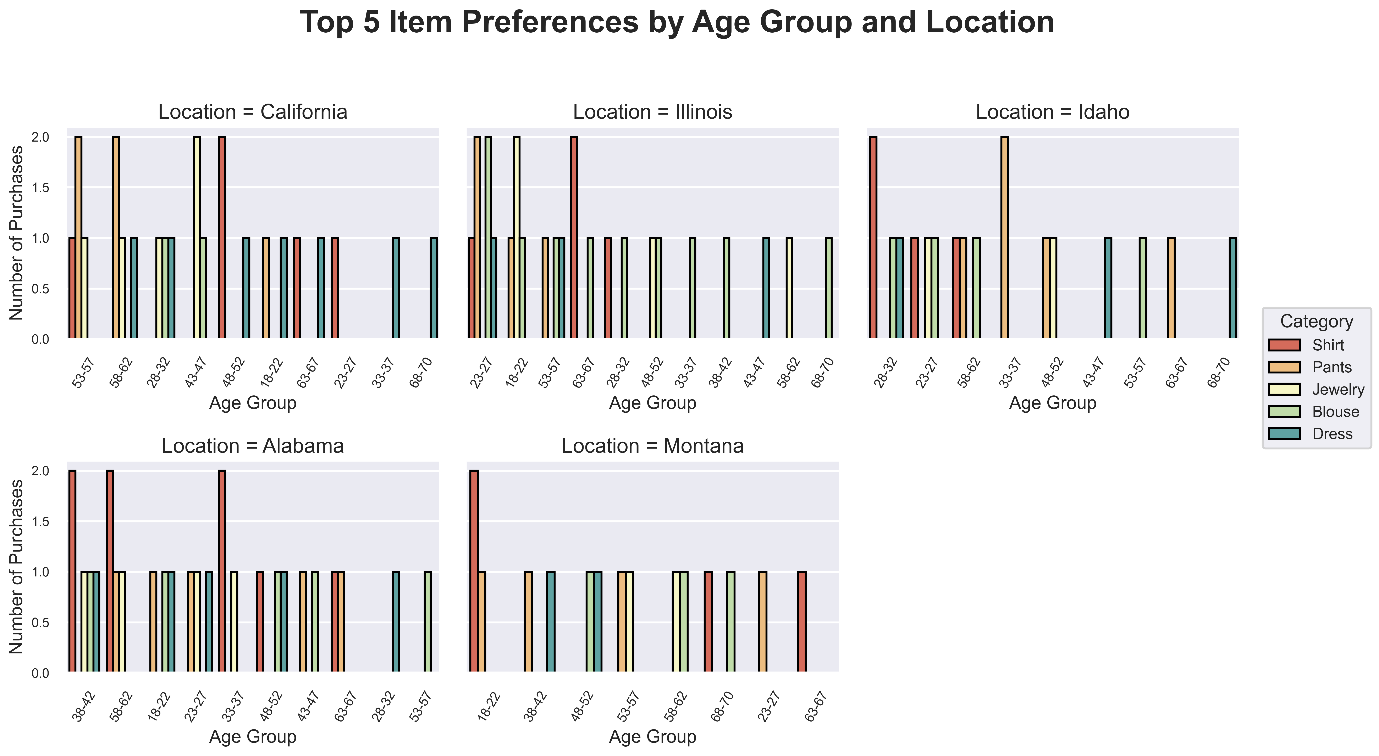 Top 5 Item Preferences by Age Group and Location
Location = California
Location = Illinois
Location = Idaho
Number of Purchases
2.0
1.5
1.0
0.5
0.0
53-57 58-62 28-32 43-47 48-52 18-22 63-67 23-27 33-37 68-70
Age Group
23-27 18-22 53-57 63-67 28-32 48-52 33-37 38-42 43-47 58-62 68-70
Age Group
28-32 23-27 58-62 33-37 48-52 43-47 53-57 63-67 68-70
Age Group
Category
Shirt
Pants
Jewelry
Blouse
Dress
Location = Alabama
Location = Montana
Number of Purchases
2.0
1.5
1.0
0.5
0.0
38-42 58-62 18-22 23-27 33-37 48-52 43-47 63-67 28-32 53-57
Age Group
18-22 38-42 48-52 53-57 58-62 68-70 23-27 63-67
Age Group